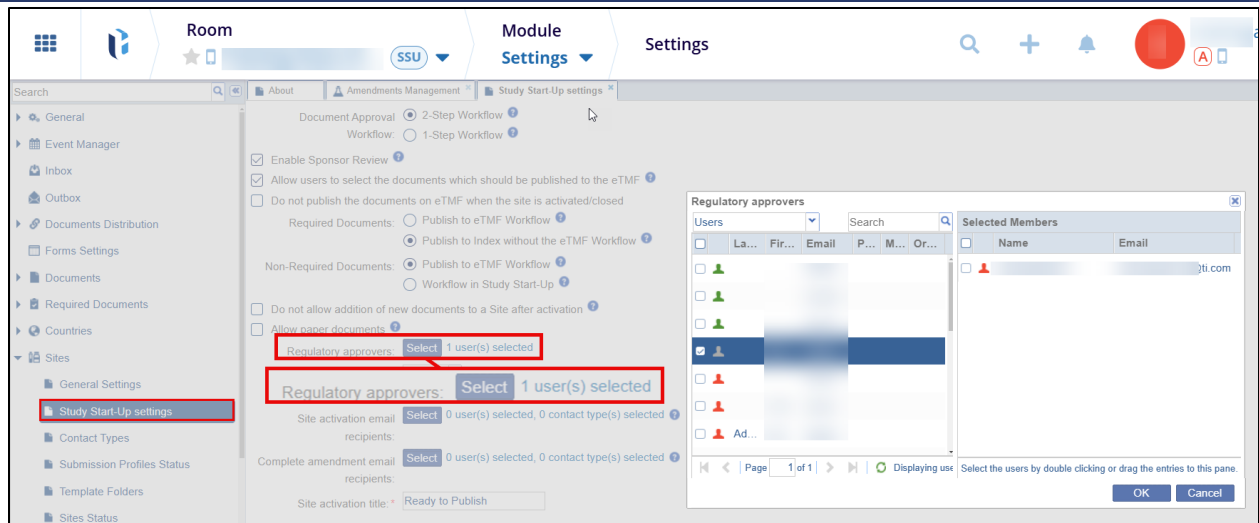 Room
Module
SSU
Settings
Settings
A
Search
About
Amendments Management
Study Start-Up settings
General
Event Manager
Inbox
Outbox
Documents Distribution
Forms Settings
Documents
Required Documents
Countries
Sites
General Settings
Study Start-Up settings
Contact Types
Submission Profiles Status
Template Folders
Sites Status
Document Approval Workflow:
2-Step Workflow
1-Step Workflow
Enable Sponsor Review
Allow users to select the documents which should be published to the eTMF
Do not publish the documents on eTMF when the site is activated/closed
Required Documents:
Publish to eTMF Workflow
Publish to Index without the eTMF Workflow
Non-Required Documents:
Publish to eTMF Workflow
Workflow in Study Start-Up
Do not allow addition of new documents to a Site after activation
Allow paper documents
Regulatory approvers: Select 1 user(s) selected
Regulatory approvers: Select 1 user(s) selected
Site activation email recipients: Select 0 user(s) selected, 0 contact type(s) selected
Complete amendment email recipients: Select 0 user(s) selected, 0 contact type(s) selected
Site activation title: * Ready to Publish
Regulatory approvers
Users
Search
La... Fir... Email P... M... Or...
Ad...
Page 1 of 1
Displaying use
Selected Members
Name Email
ti.com
Select the users by double clicking or drag the entries to this pane.
OK Cancel